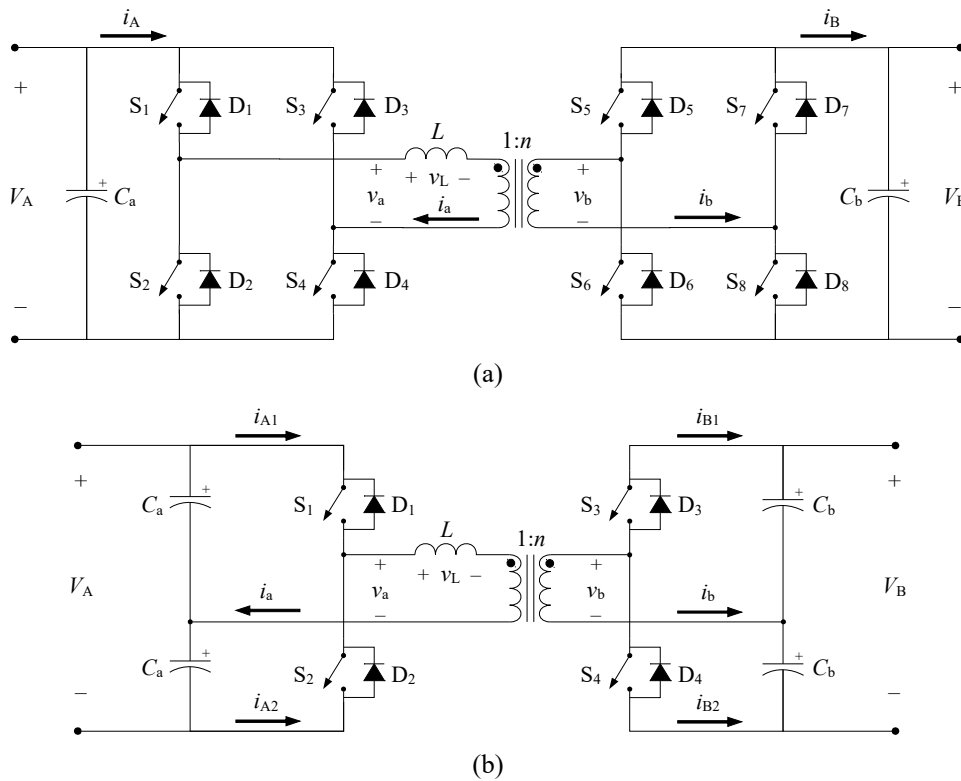 iA
iB
+
+
S1
D1
S3
D3
S5
D5
S7
D7
L
1:n
VA
+
Ca
+
vL
–
+
va
–
ia
+
vb
–
ib
+
Cb
S2
D2
S4
D4
S6
D6
S8
D8
–
–
(a)
iA1
iB1
+
+
Ca
+
S1
D1
S3
D3
+
Cb
L
1:n
VA
ia
+
va
–
+
vL
–
+
vb
–
ib
VB
Ca
+
S2
D2
S4
D4
+
Cb
–
–
iA2
iB2
(b)